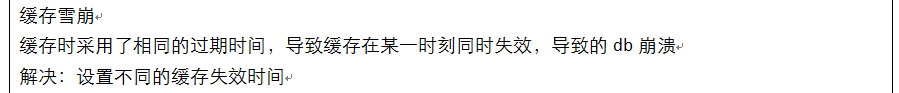 缓存雪崩
缓存时采用了相同的过期时间，导致缓存在某一时刻同时失效，导致的 db 崩溃
解决：设置不同的缓存失效时间